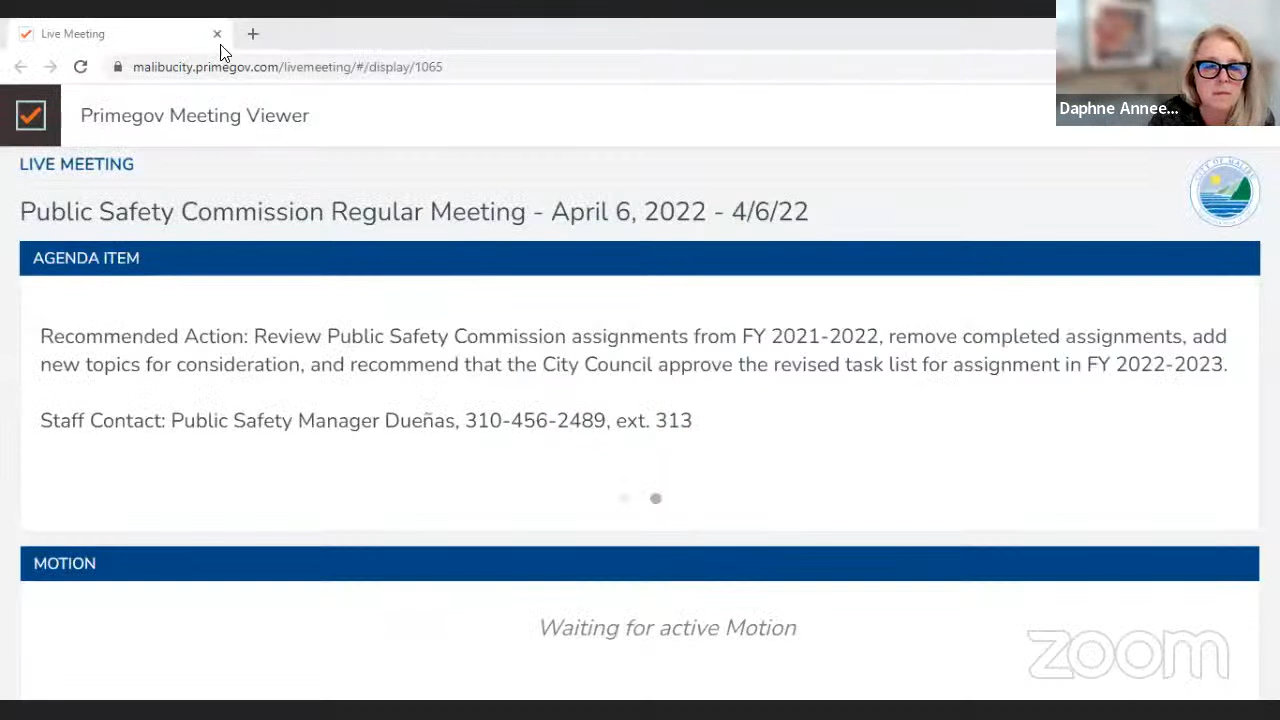 Live Meeting
malibucity.primegov.com/livemeeting/#/display/1065
Daphne Annee...
Primegov Meeting Viewer
LIVE MEETING
CITY OF MALIBU
Public Safety Commission Regular Meeting - April 6, 2022 - 4/6/22
AGENDA ITEM
Recommended Action: Review Public Safety Commission assignments from FY 2021-2022, remove completed assignments, add
new topics for consideration, and recommend that the City Council approve the revised task list for assignment in FY 2022-2023.
Staff Contact: Public Safety Manager Dueñas, 310-456-2489, ext. 313
MOTION
Waiting for active Motion
zoom